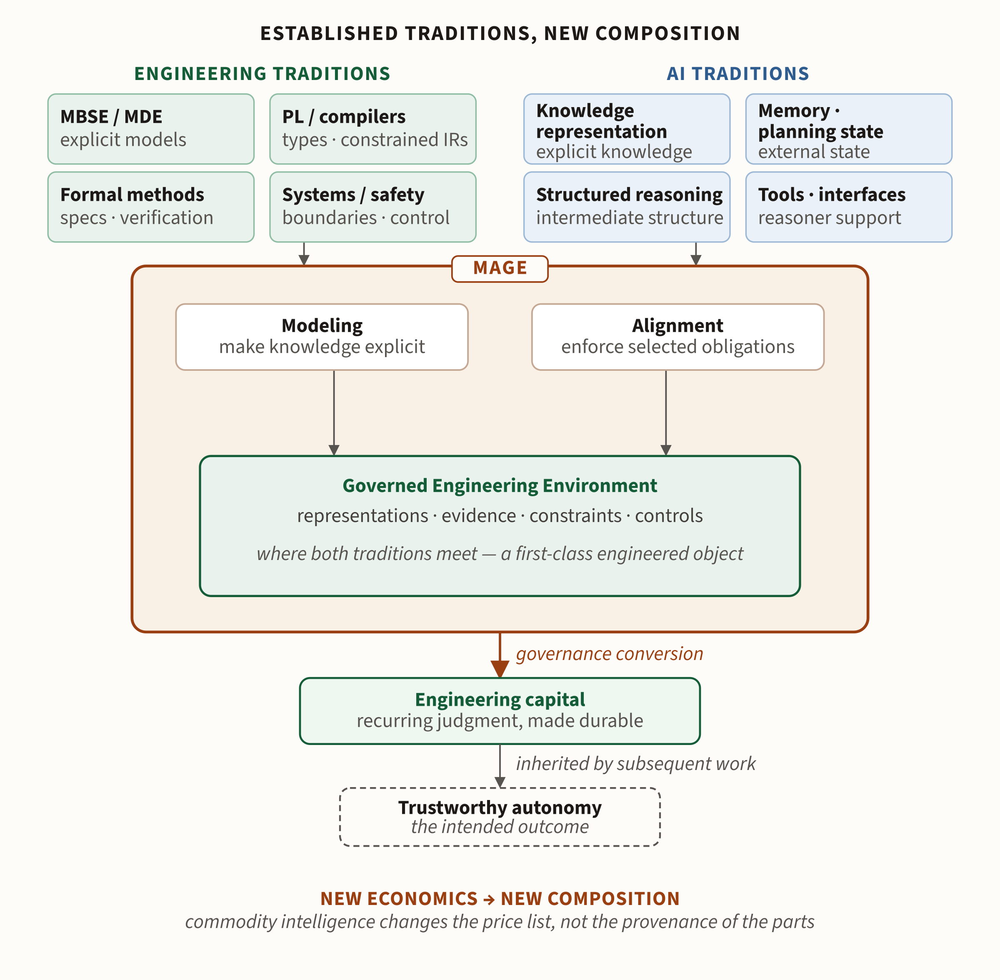 ESTABLISHED TRADITIONS, NEW COMPOSITION
ENGINEERING TRADITIONS
MBSE / MDE
explicit models
PL / compilers
types · constrained IRs
Formal methods
specs · verification
Systems / safety
boundaries · control
AI TRADITIONS
Knowledge
representation
explicit knowledge
Memory ·
planning state
external state
Structured reasoning
intermediate structure
Tools · interfaces
reasoner support
MAGE
Modeling
make knowledge explicit
Alignment
enforce selected obligations
Governed Engineering Environment
representations · evidence · constraints · controls
where both traditions meet — a first-class engineered object
governance conversion
Engineering capital
recurring judgment, made durable
inherited by subsequent work
Trustworthy autonomy
the intended outcome
NEW ECONOMICS → NEW COMPOSITION
commodity intelligence changes the price list, not the provenance of the parts